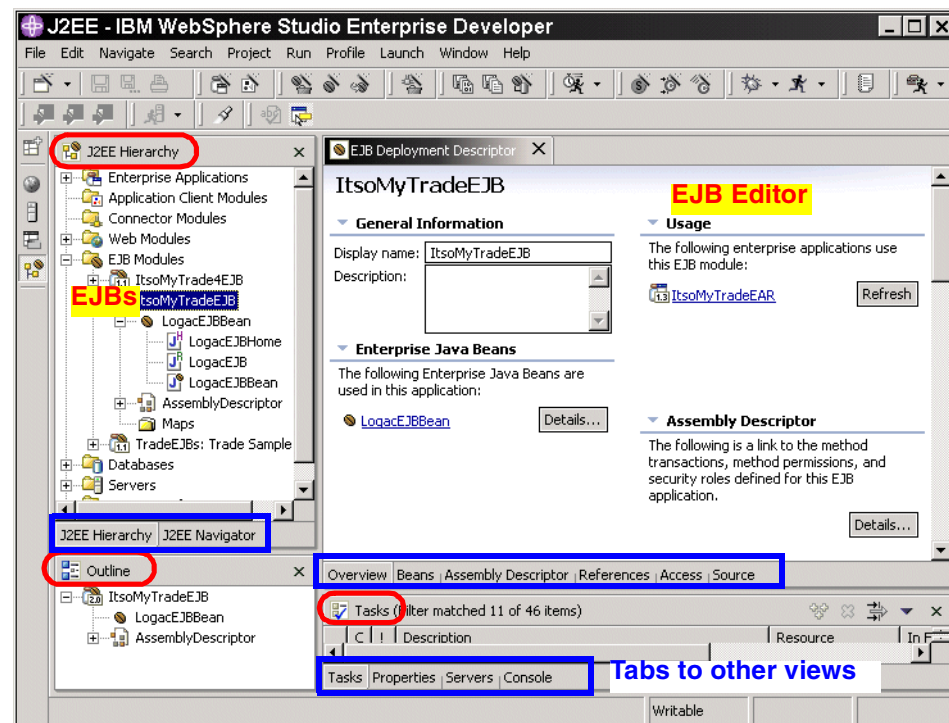 J2EE - IBM WebSphere Studio Enterprise Developer
File Edit Navigate Search Project Run Profile Launch Window Help
J2EE Hierarchy
Enterprise Applications
Application Client Modules
Connector Modules
Web Modules
EJB Modules
ItsoMyTrade4EJB
EJBs
ItsoMyTradeEJB
LogacEJBBean
LogacEJBHome
LogacEJB
LogacEJBBean
AssemblyDescriptor
Maps
TradeEJBs: Trade Sample
Databases
Servers
J2EE Hierarchy J2EE Navigator
Outline
ItsoMyTradeEJB
LogacEJBBean
AssemblyDescriptor
EJB Deployment Descriptor
ItsoMyTradeEJB
EJB Editor
General Information
Display name: ItsoMyTradeEJB
Description:
Enterprise Java Beans
The following Enterprise Java Beans are
used in this application:
LogacEJBBean Details...
Usage
The following enterprise applications use
this EJB module:
ItsoMyTradeEAR Refresh
Assembly Descriptor
The following is a link to the method
transactions, method permissions, and
security roles defined for this EJB
application.
Details...
Overview Beans Assembly Descriptor References Access Source
Tasks (Filter matched 11 of 46 items)
C ! Description Resource In F
Tasks Properties Servers Console
Tabs to other views
Writable